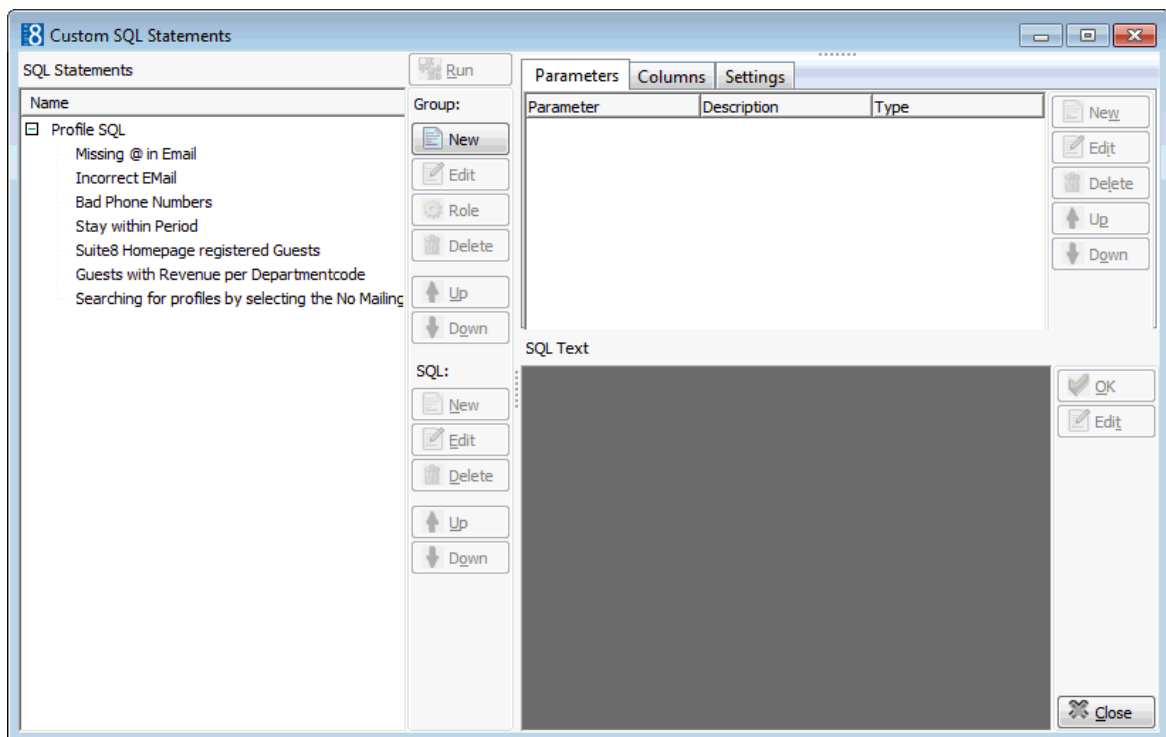 8 Custom SQL Statements
SQL Statements
Run
Name
Profile SQL
Missing @ in Email
Incorrect EMail
Bad Phone Numbers
Stay within Period
Suite8 Homepage registered Guests
Guests with Revenue per Departmentcode
Searching for profiles by selecting the No Mailing
Group:
New
Edit
Role
Delete
Up
Down
SQL:
New
Edit
Delete
Up
Down
Parameters Columns Settings
Parameter Description Type
New
Edit
Delete
Up
Down
SQL Text
OK
Edit
Close